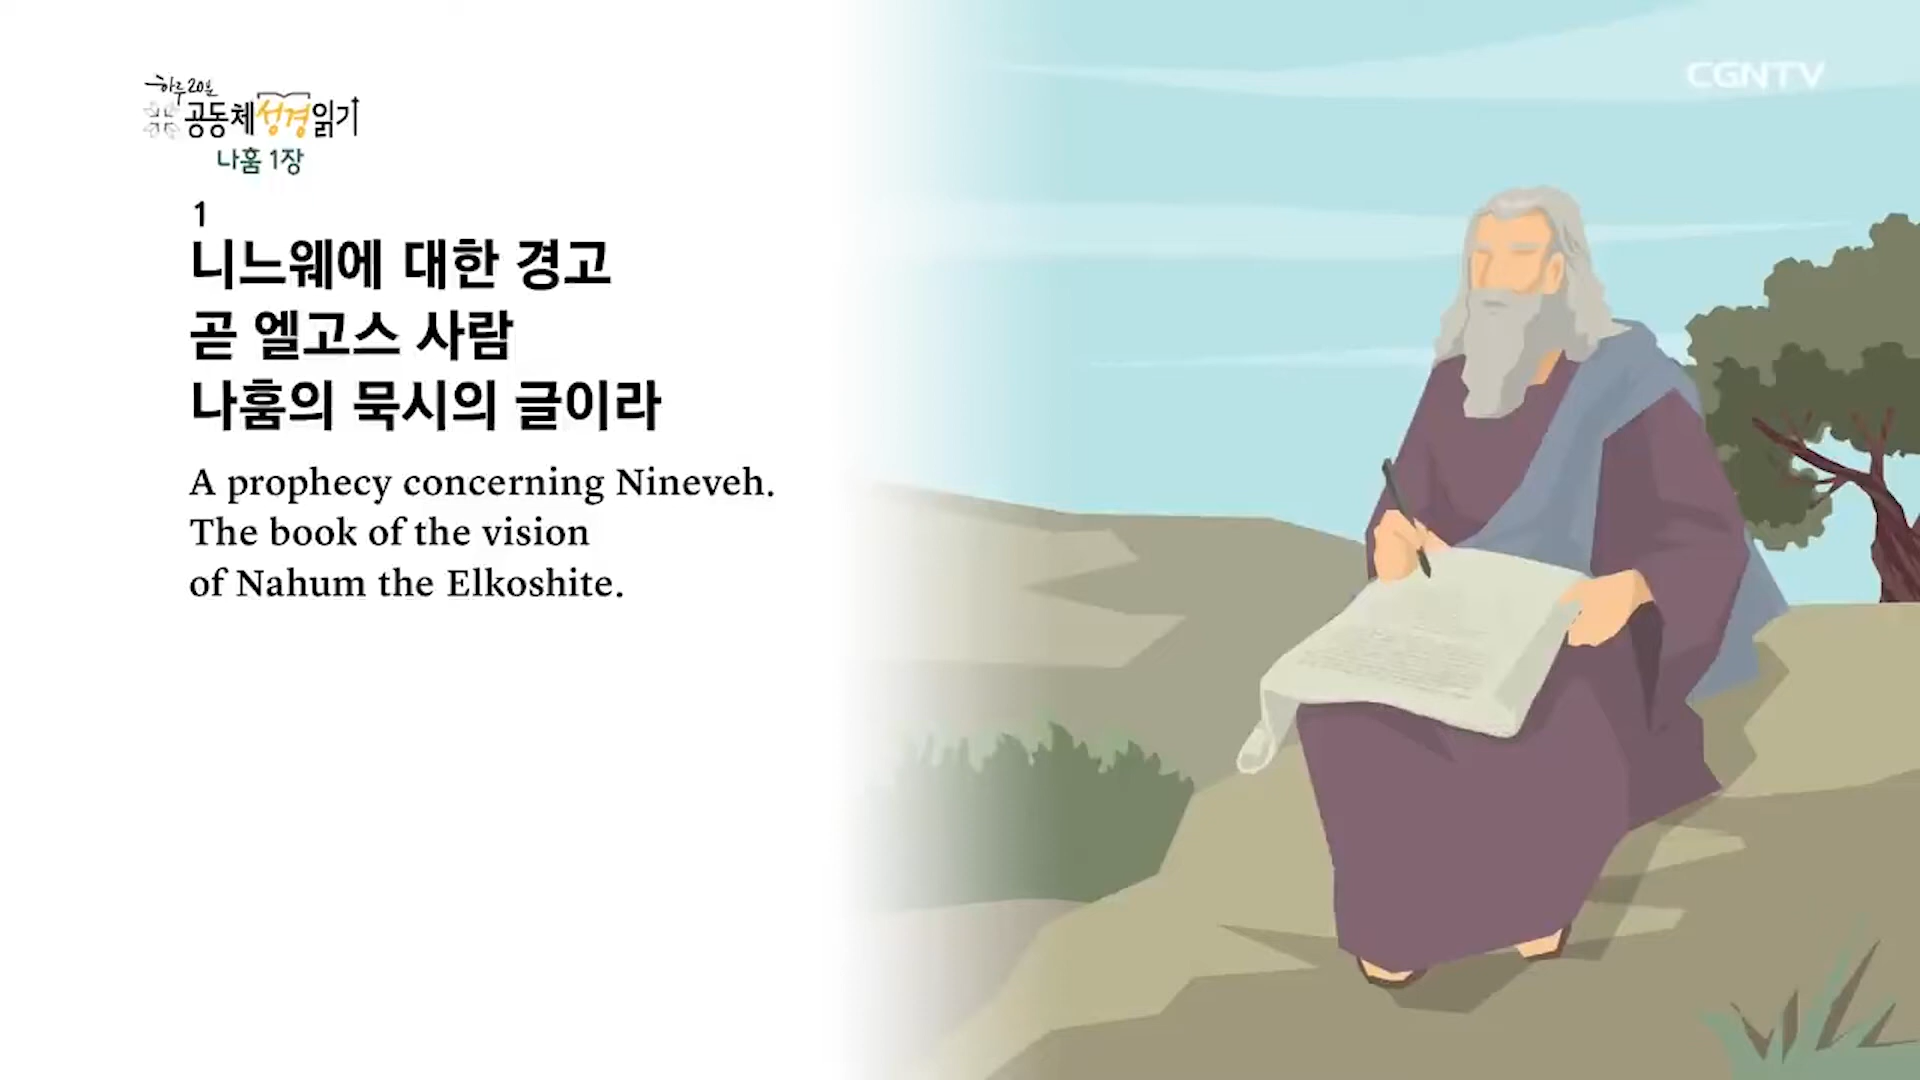 하루 20분
공동체성경읽기
나훔 1장
CGNTV
1
니느웨에 대한 경고
곧 엘고스 사람
나훔의 묵시의 글이라
A prophecy concerning Nineveh.
The book of the vision
of Nahum the Elkoshite.